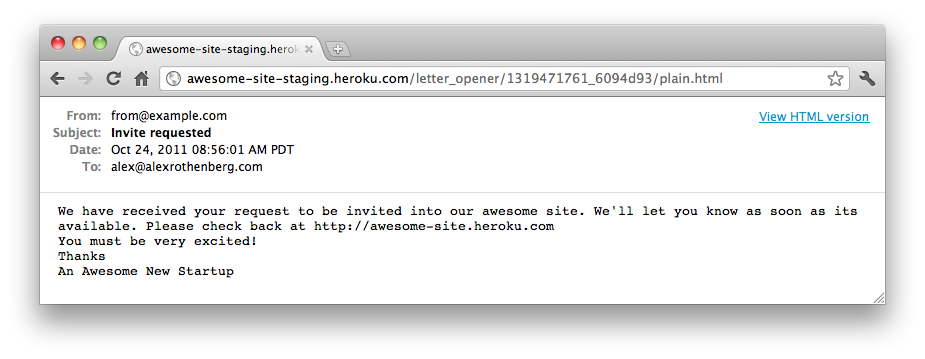 awesome-site-staging.herok
awesome-site-staging.heroku.com/letter_opener/1319471761_6094d93/plain.html
From: from@example.com
View HTML version
Subject: Invite requested
Date: Oct 24, 2011 08:56:01 AM PDT
To: alex@alexrothenberg.com
We have received your request to be invited into our awesome site. We'll let you know as soon as its
available. Please check back at http://awesome-site.heroku.com
You must be very excited!
Thanks
An Awesome New Startup